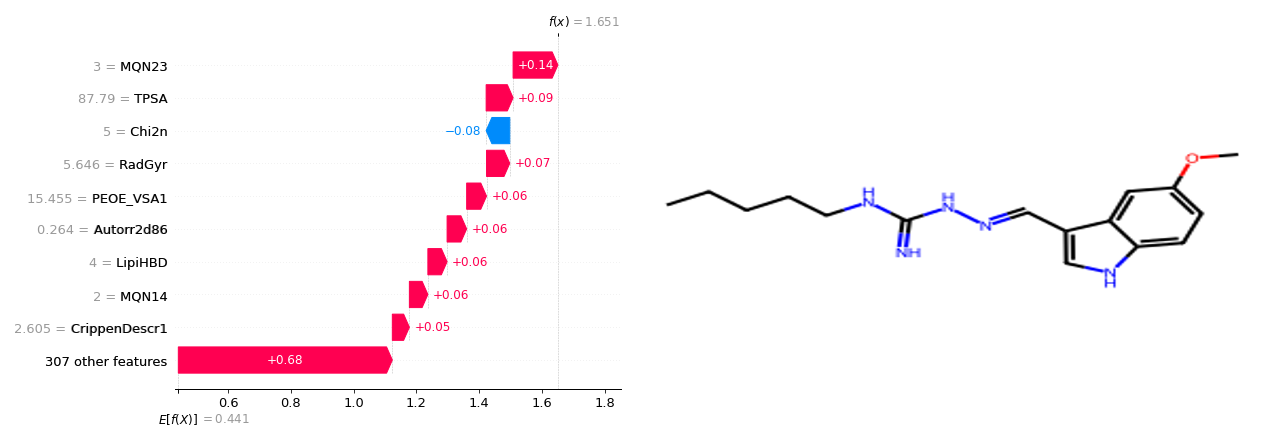 f(x) = 1.651
3 = MQN23
+0.14
87.79 = TPSA
+0.09
5 = Chi2n
−0.08
5.646 = RadGyr
+0.07
15.455 = PEOE_VSA1
+0.06
0.264 = Autorr2d86
+0.06
4 = LipiHBD
+0.06
2 = MQN14
+0.06
2.605 = CrippenDescr1
+0.05
307 other features
+0.68
0.6 0.8 1.0 1.2 1.4 1.6 1.8
E[f(X)] = 0.441
O
H
N
H
N
N
NH
N
H